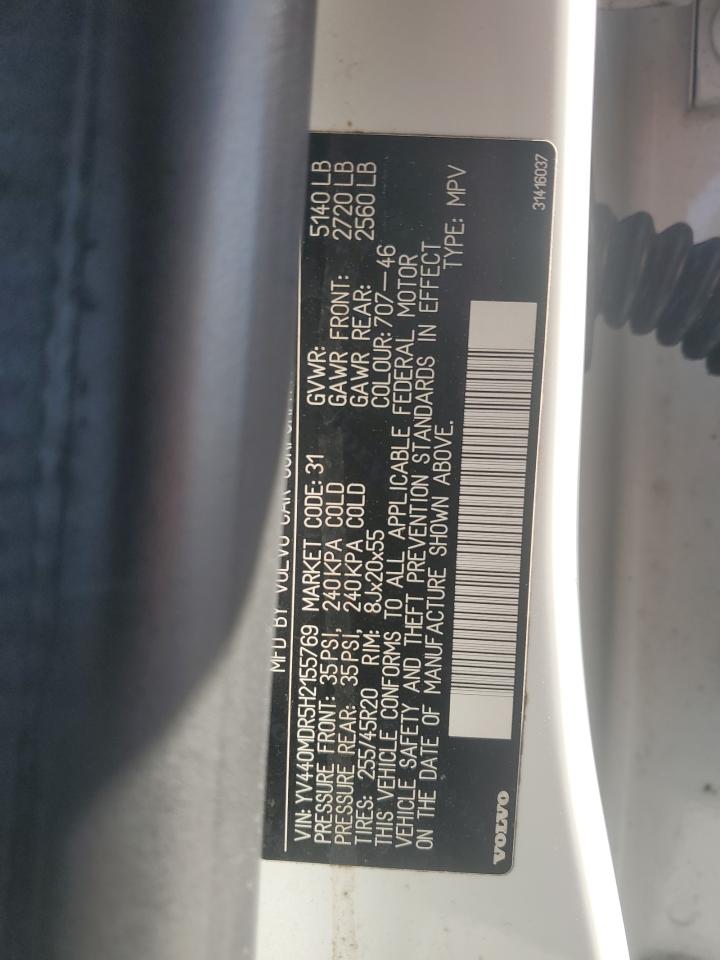 MFD BY VOLVO CAR CORPORATION
VIN: YV440MDR5H2155769 MARKET CODE: 31
PRESSURE FRONT: 35PSI, 240KPA COLD
PRESSURE REAR: 35PSI, 240KPA COLD
TIRES: 255/45R20 RIM: 8Jx20x55
GVWR: 5140 LB
GAWR FRONT: 2720 LB
GAWR REAR: 2560 LB
COLOUR: 707-46
THIS VEHICLE CONFORMS TO ALL APPLICABLE FEDERAL MOTOR
VEHICLE SAFETY AND THEFT PREVENTION STANDARDS IN EFFECT
ON THE DATE OF MANUFACTURE SHOWN ABOVE.
TYPE: MPV
VOLVO
31416037